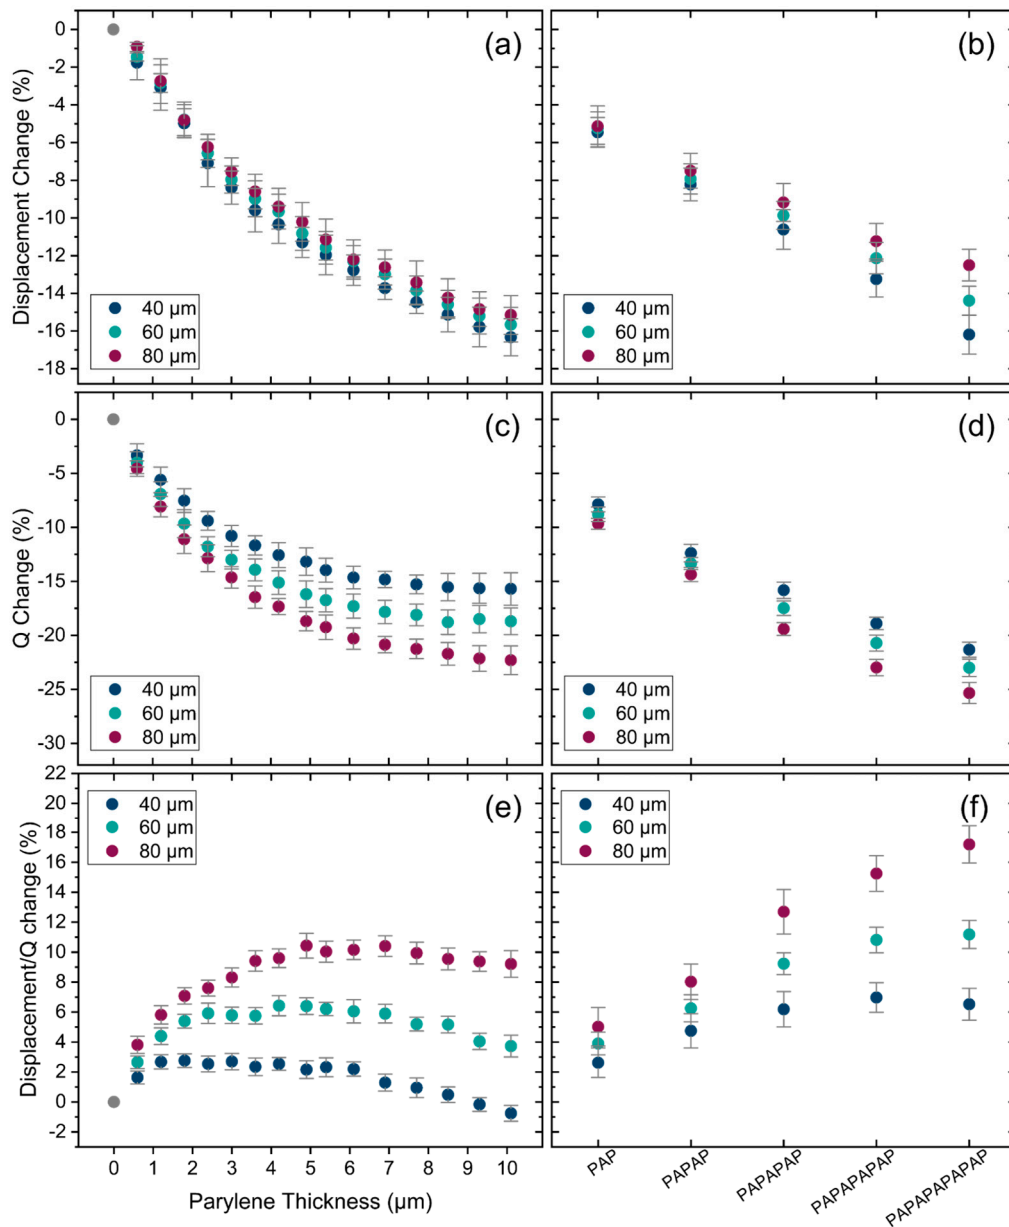 0
-2
-4
-6
-8
-10
-12
-14
-16
-18
Displacement Change (%)
(a)
40 µm
60 µm
80 µm
(b)
40 µm
60 µm
80 µm
0
-5
-10
-15
-20
-25
-30
Q Change (%)
(c)
40 µm
60 µm
80 µm
(d)
40 µm
60 µm
80 µm
22
20
18
16
14
12
10
8
6
4
2
0
-2
Displacement/Q change (%)
40 µm
60 µm
80 µm
(e)
40 µm
60 µm
80 µm
(f)
0 1 2 3 4 5 6 7 8 9 10
Parylene Thickness (µm)
PAP
PAPAP
PAPAPAP
PAPAPAPAP
PAPAPAPAPAP